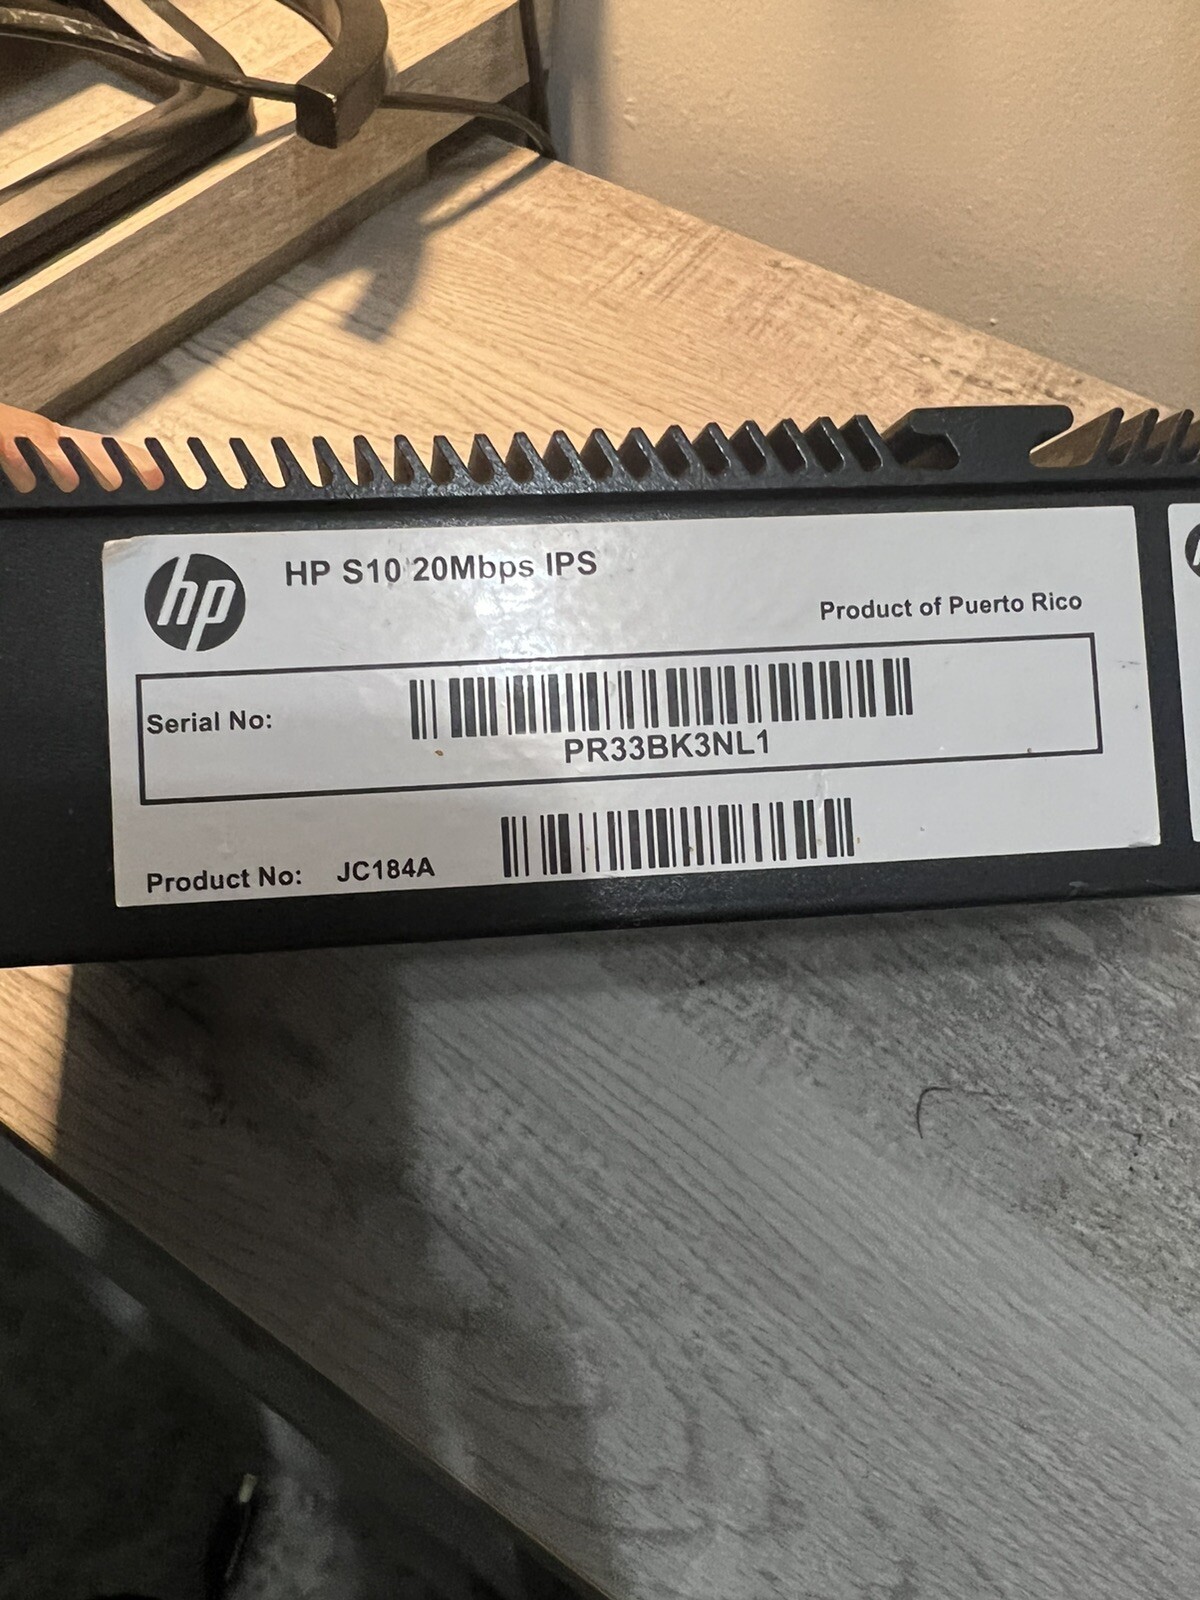 hp
HP S10 20Mbps IPS
Product of Puerto Rico
Serial No:
PR33BK3NL1
Product No: JC184A